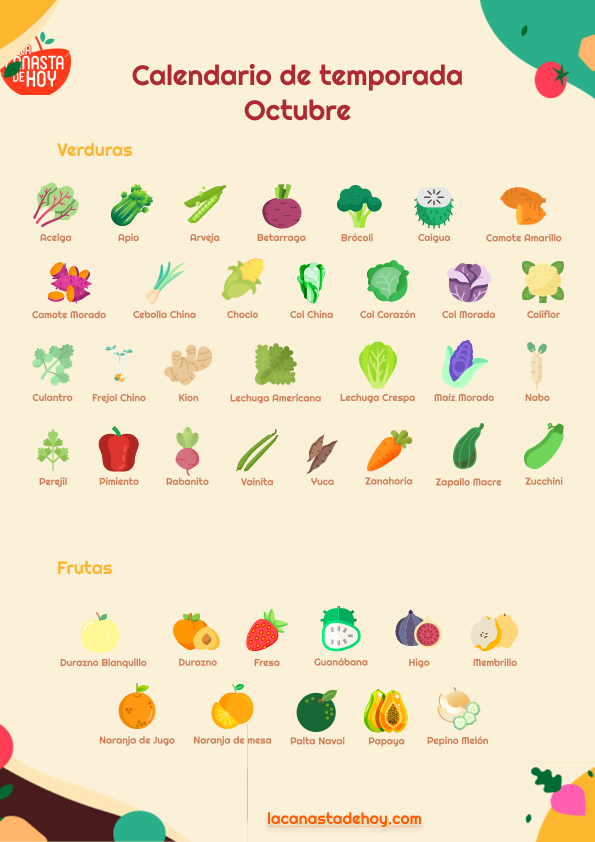 LA
CANASTA
DE HOY
Calendario de temporada
Octubre
Verduras
Acelga
Apio
Arveja
Betarraga
Brócoli
Caigua
Camote Amarillo
Camote Morado
Cebolla China
Choclo
Col China
Col Corazón
Col Morada
Coliflor
Culantro
Frejol Chino
Kion
Lechuga Americana
Lechuga Crespa
Maíz Morado
Nabo
Perejil
Pimiento
Rabanito
Vainita
Yuca
Zanahoria
Zapallo Macre
Zucchini
Frutas
Durazno Blanquillo
Durazno
Fresa
Guanábana
Higo
Membrillo
Naranja de Jugo
Naranja de mesa
Palta Naval
Papaya
Pepino Melón
lacanastadehoy.com